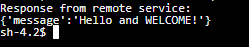 Response from remote service:
{'message':'Hello and WELCOME!'}
sh-4.2$